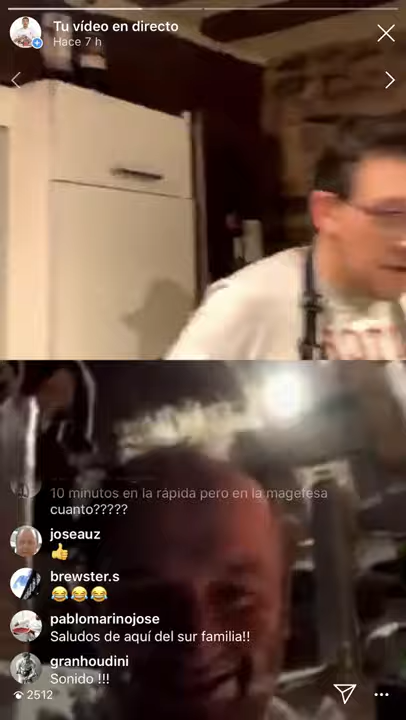 Tu vídeo en directo
Hace 7 h
10 minutos en la rápida pero en la magefesa
cuanto?????
joseauz
👍
brewster.s
😂😂😂
pablomarinojose
Saludos de aquí del sur familia!!
granhoudini
Sonido !!!
2512